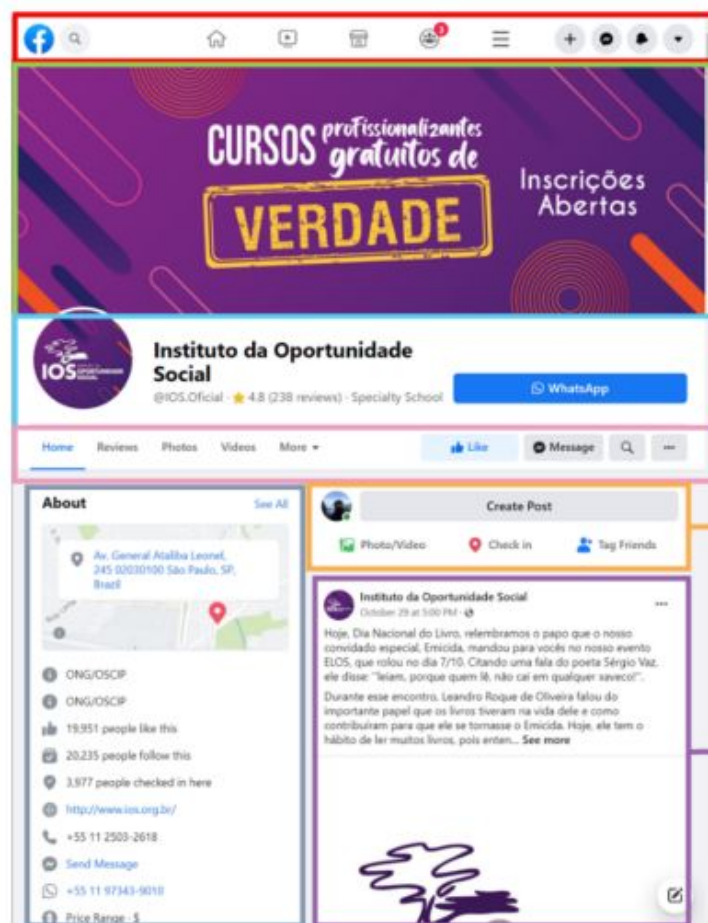 3
CURSOS profissionalizantes
gratuitos de
VERDADE
Inscrições
Abertas
IOS
OPORTUNIDADE
SOCIAL
Instituto da Oportunidade
Social
@IOS.Oficial · 4.8 (238 reviews) · Specialty School
WhatsApp
Home Reviews Photos Videos More
Like Message
About See All
Av. General Ataliba Leonel,
245 02030100 São Paulo, SP,
Brazil
ONG/OSCIP
ONG/OSCIP
19,951 people like this
20,235 people follow this
3,977 people checked in here
http://www.ios.org.br/
+55 11 2503-2618
Send Message
+55 11 97343-9010
Price Range · $
Create Post
Photo/Video Check in Tag Friends
Instituto da Oportunidade Social
October 29 at 5:00 PM ·
Hoje, Dia Nacional do Livro, relembramos o papo que o nosso
convidado especial, Emicida, mandou para vocês no nosso evento
ELOS, que rolou no dia 7/10. Citando uma fala do poeta Sérgio Vaz,
ele disse: "leiam, porque quem lê, não cai em qualquer xaveco!".
Durante esse encontro, Leandro Roque de Oliveira falou do
importante papel que os livros tiveram na vida dele e como
contribuíram para que ele se tornasse o Emicida. Hoje, ele tem o
hábito de ler muitos livros, pois enten... See more